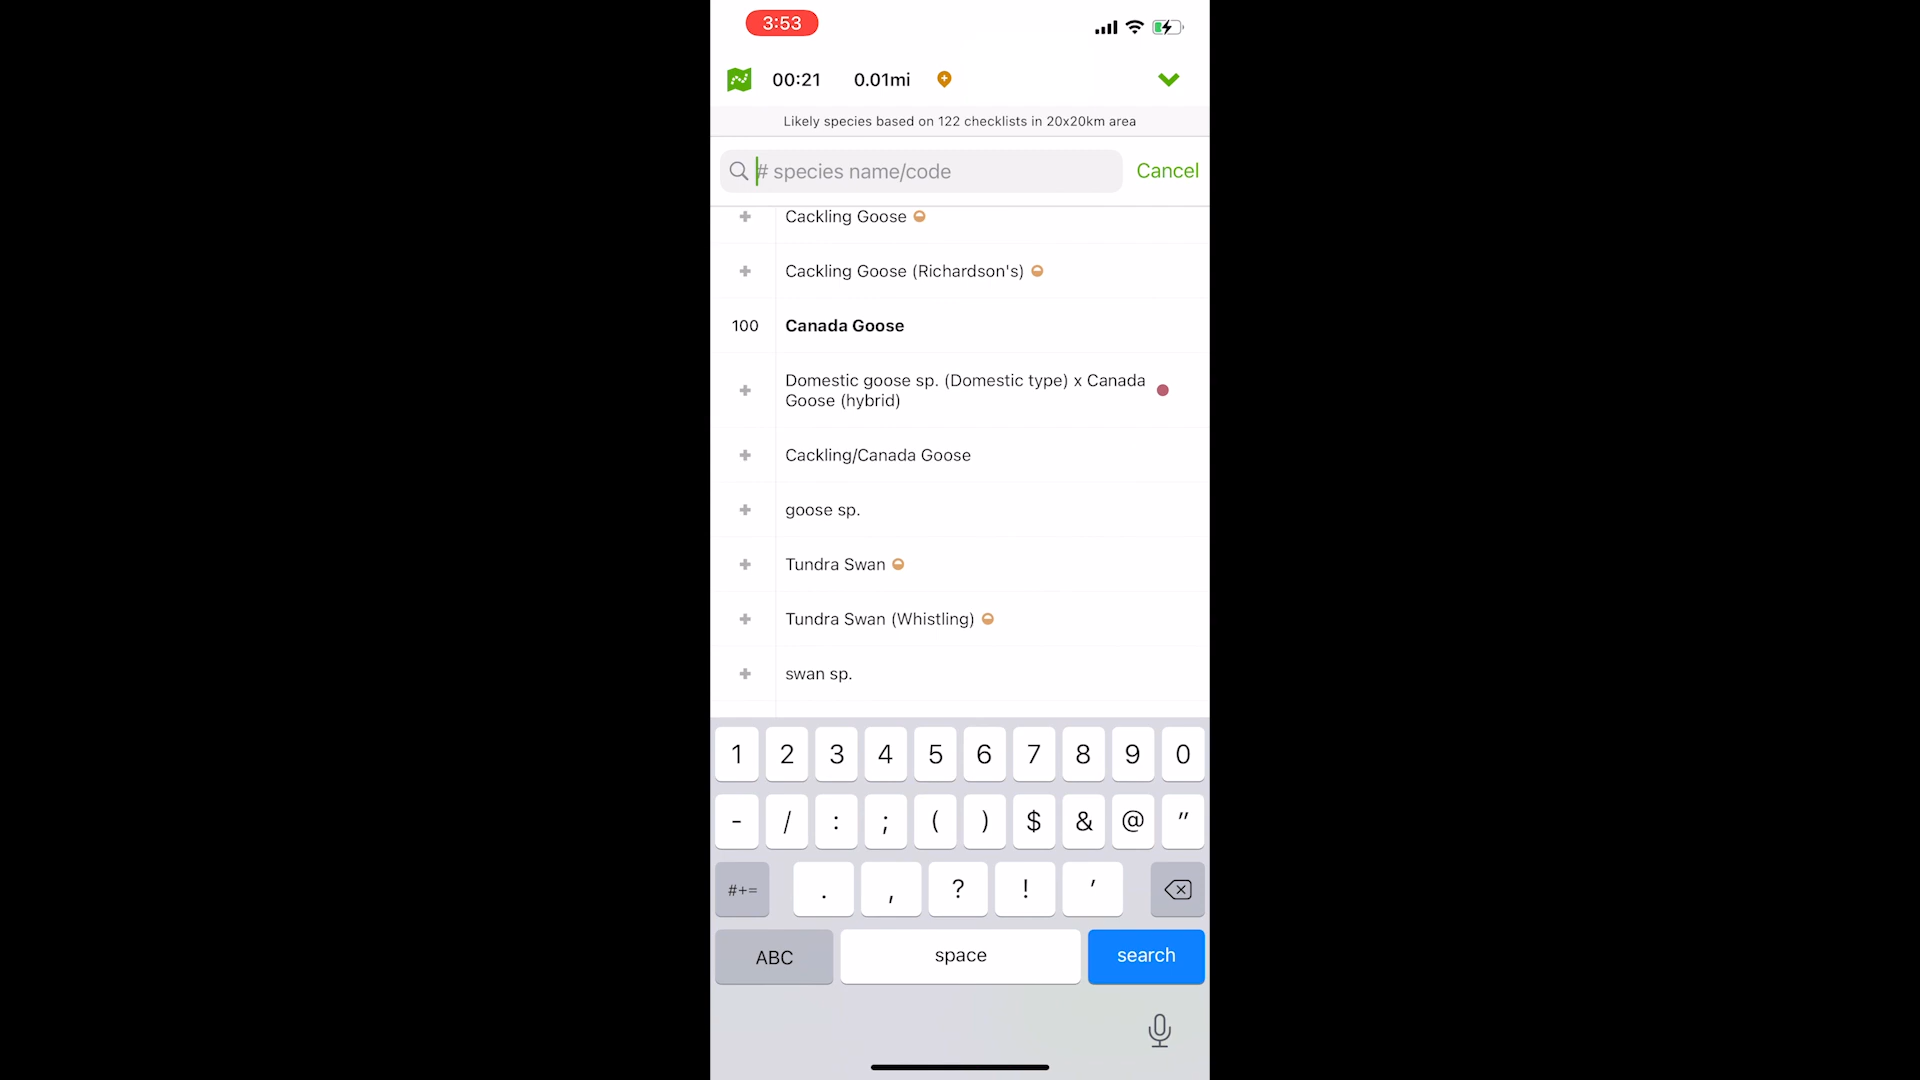 3:53
00:21 0.01mi
Likely species based on 122 checklists in 20x20km area
# species name/code Cancel
Cackling Goose
Cackling Goose (Richardson's)
100 Canada Goose
Domestic goose sp. (Domestic type) x Canada
Goose (hybrid)
Cackling/Canada Goose
goose sp.
Tundra Swan
Tundra Swan (Whistling)
swan sp.
1 2 3 4 5 6 7 8 9 0
- / : ; ( ) $ & @ "
#+= . , ? ! '
ABC space search